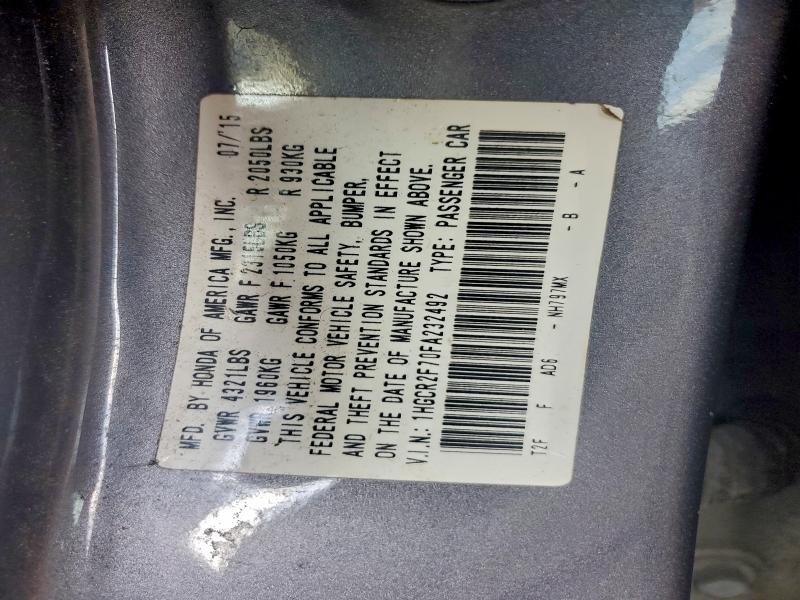 MFD. BY HONDA OF AMERICA MFG., INC. 07/'15
GVWR 4321LBS GAWR F 2315LBS R 2050LBS
GVWR 1960KG GAWR F 1050KG R 930KG
THIS VEHICLE CONFORMS TO ALL APPLICABLE
FEDERAL MOTOR VEHICLE SAFETY, BUMPER,
AND THEFT PREVENTION STANDARDS IN EFFECT
ON THE DATE OF MANUFACTURE SHOWN ABOVE.
V.I.N.: 1HGCR2F70FA232492 TYPE: PASSENGER CAR
T2F F AD6 - NH797MX - B - A